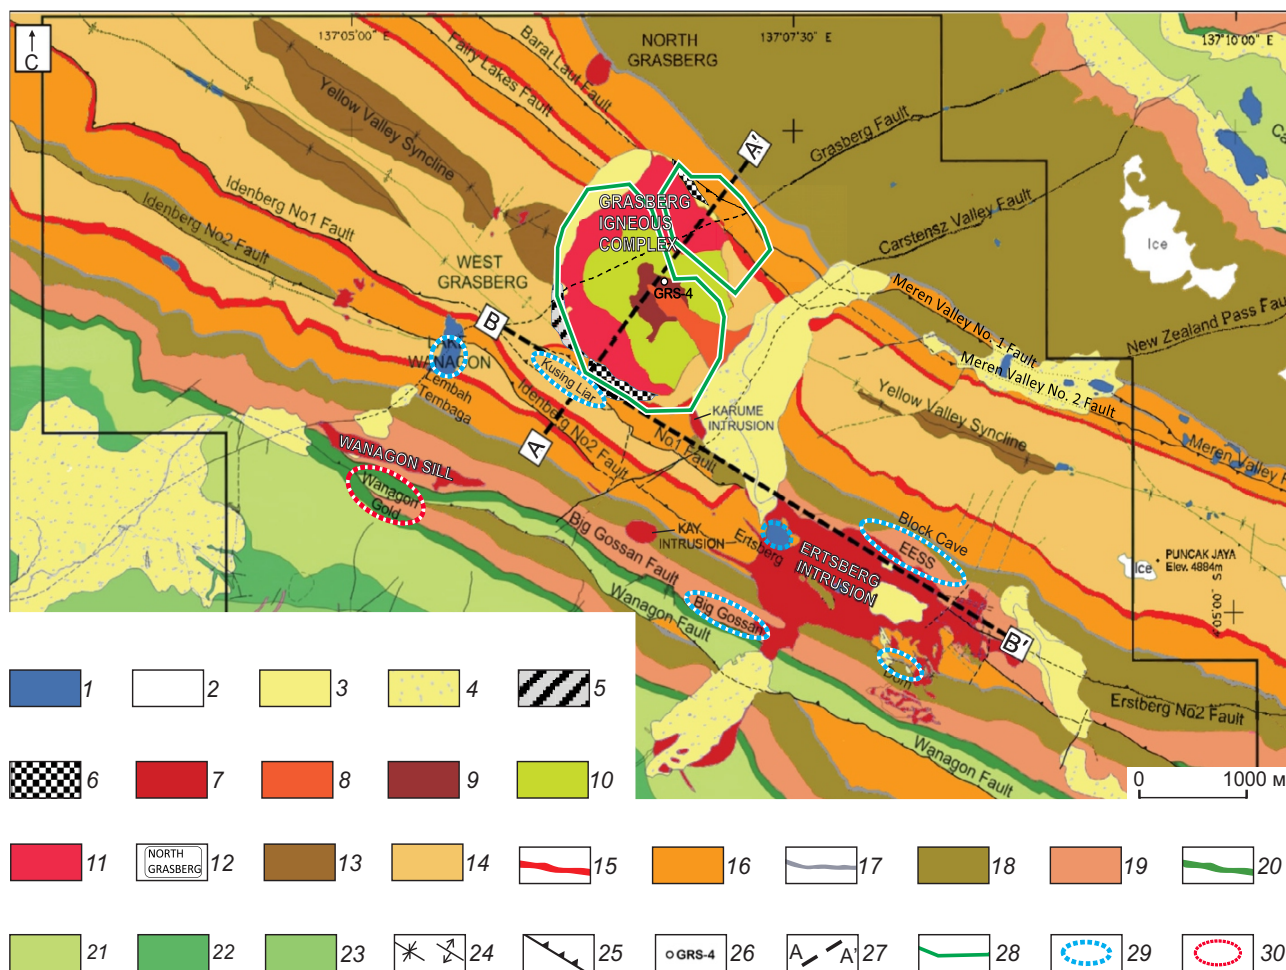 C
137°05'00" E
137°07'30" E
137°10'00" E
NORTH
GRASBERG
Barat Laut Fault
Fairy Lakes Fault
Yellow Valley Syncline
Grasberg Fault
A'
Idenberg No1 Fault
Idenberg No2 Fault
GRASBERG
IGNEOUS
COMPLEX
Carstensz Valley Fault
Ice
WEST
GRASBERG
GRS-4
Meren Valley No. 1 Fault
New Zealand Pass Fau
B
WANAGON
Kusing Liar
Meren Valley No. 2 Fault
Lembah
Tembaga
Idenberg No2 Fault
Yellow Valley Syncline
KARUME
INTRUSION
A
No1 Fault
Meren Valley F
WANAGON SILL
Wanagon
Gold
Big Gossan Fault
KAY
INTRUSION
Ertsberg
Block Cave
EESS
ERTSBERG
INTRUSION
Ice
PUNCAK JAYA
Elev. 4884m
4°05'00" S
Wanagon Fault
Big Gossan
B'
Dom
Erstberg No2 Fault
Wanagon Fault
0 1000 м
1 2 3 4 5
6 7 8 9 10
11 NORTH GRASBERG 12 13 14 15 16 17 18 19 20
21 22 23 24 25 GRS-4 26 A A' 27 28 29 30